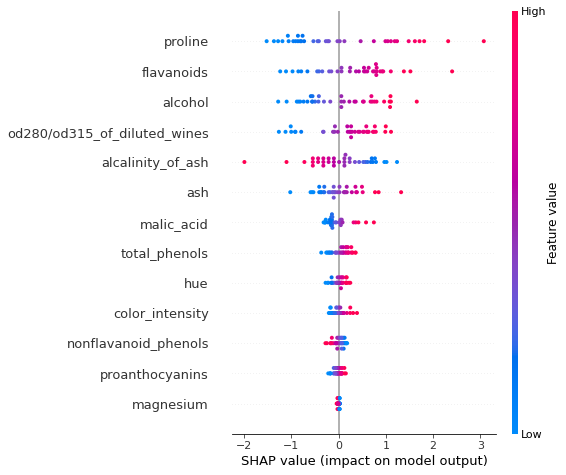 High
proline
flavanoids
alcohol
od280/od315_of_diluted_wines
alcalinity_of_ash
ash
malic_acid
total_phenols
hue
color_intensity
nonflavanoid_phenols
proanthocyanins
magnesium
Feature value
Low
−2 −1 0 1 2 3
SHAP value (impact on model output)